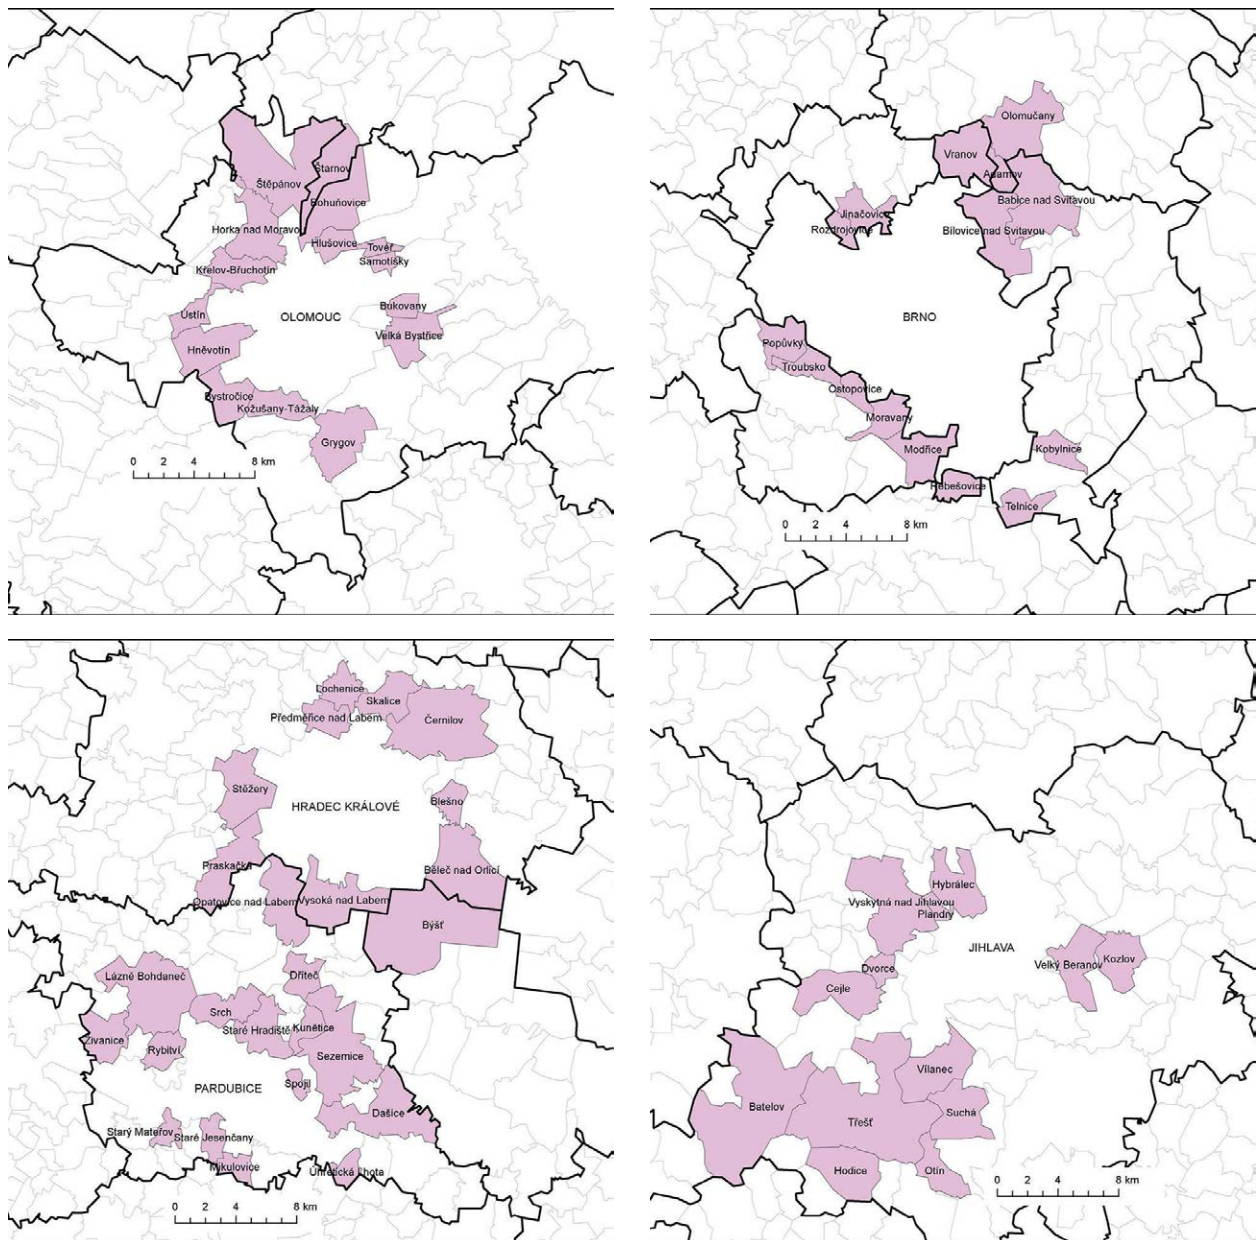 Štarnov
Štěpánov
Bohuňovice
Horka nad Moravo
Hlušovice
Tovéř
Samotišky
Křelov-Břuchotín
Bukovany
Ústín
OLOMOUC
Velká Bystřice
Hněvotín
Bystročice
Kožušany-Tážaly
Grygov
0 2 4 8 km
Olomučany
Vranov
Adamov
Babice nad Svitavou
Jinačovice
Rozdrojovice
Bílovice nad Svitavou
BRNO
Popůvky
Troubsko
Ostopovice
Moravany
Modřice
Kobylnice
Rebešovice
Telnice
0 2 4 8 km
Lochenice
Skalice
Předměřice nad Labem
Černilov
Stěžery
HRADEC KRÁLOVÉ
Blešno
Praskačka
Běleč nad Orlicí
Opatovice nad Labem
Vysoká nad Labem
Býšť
Lázně Bohdaneč
Dříteč
Srch
Staré Hradiště
Kunětice
Živanice
Rybitví
Sezemice
PARDUBICE
Spojil
Dašice
Starý Mateřov
Staré Jesenčany
Mikulovice
Úhřetická Lhota
0 2 4 8 km
Hybrálec
Vyskytná nad Jihlavou
Plandry
JIHLAVA
Dvorce
Velký Beranov
Kozlov
Cejle
Vílanec
Batelov
Třešť
Suchá
Hodice
Otín
0 2 4 8 km